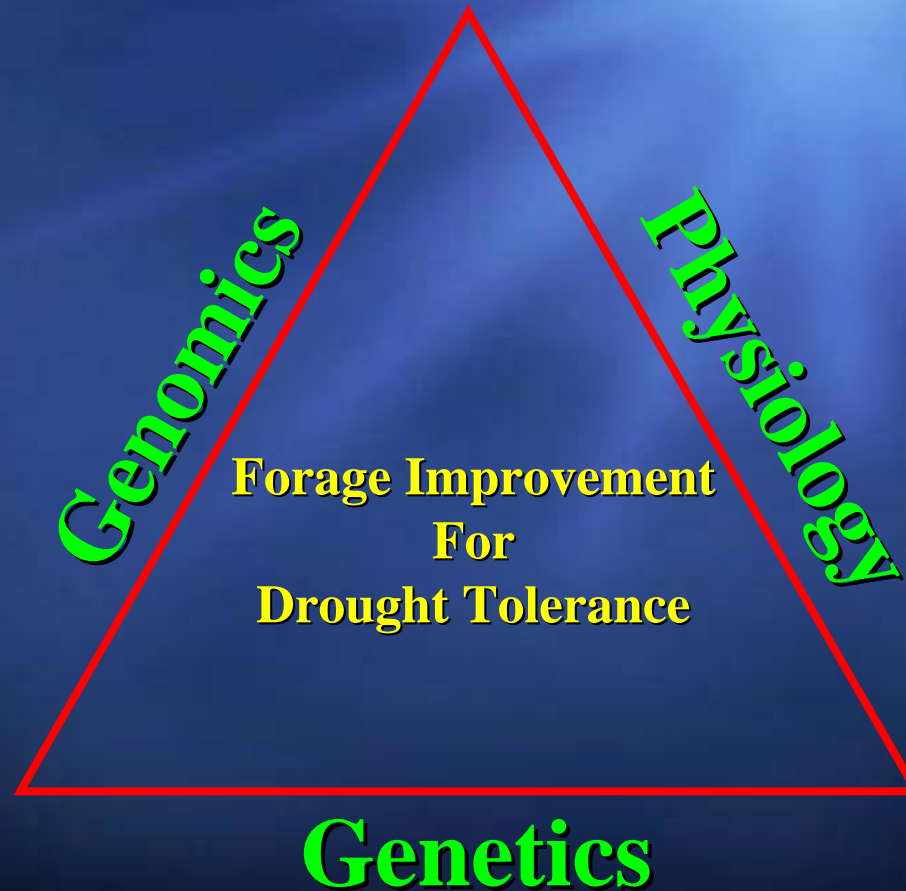 Genomics
Physiology
Forage Improvement
For
Drought Tolerance
Genetics